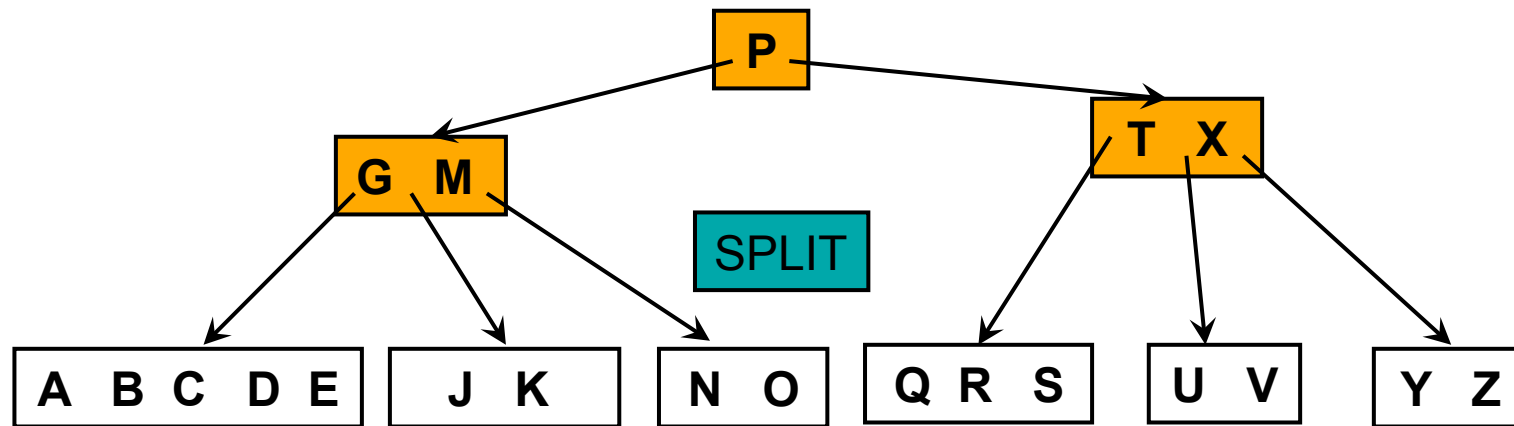 P
T X
G M
SPLIT
A B C D E
J K
N O
Q R S
U V
Y Z